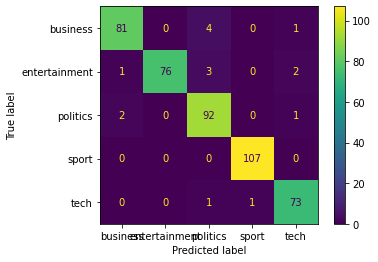 business 81 0 4 0 1
entertainment 1 76 3 0 2
politics 2 0 92 0 1
sport 0 0 0 107 0
tech 0 0 1 1 73
business entertainment politics sport tech
Predicted label
True label
100
80
60
40
20
0